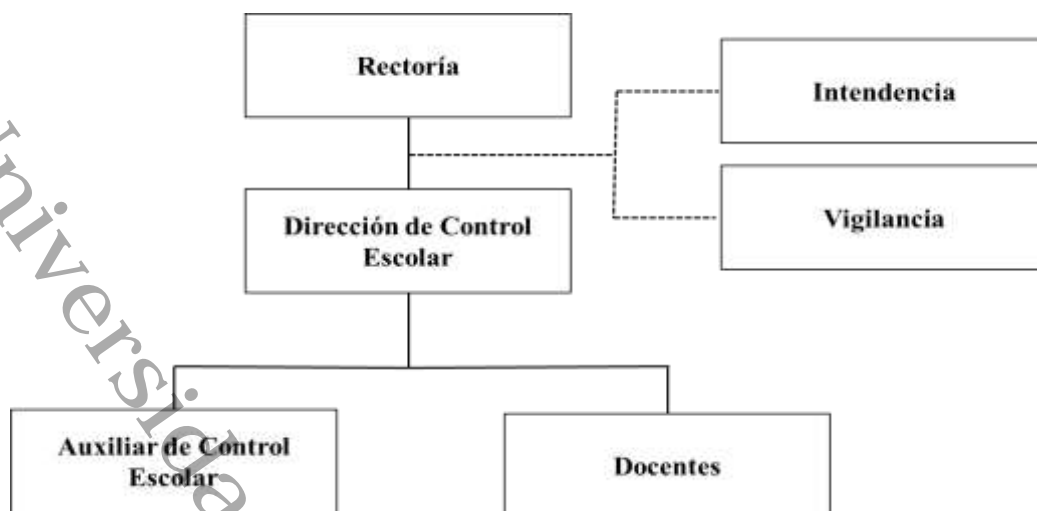 Rectoría
Intendencia
Dirección de Control
Escolar
Vigilancia
Auxiliar de Control
Escolar
Docentes